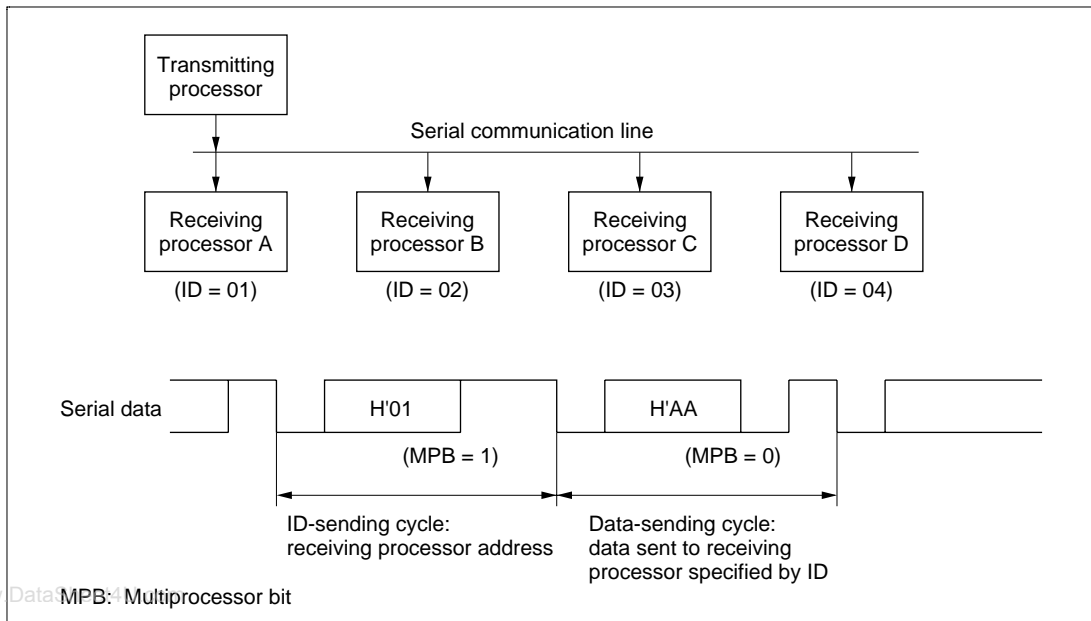 Transmitting
processor
Serial communication line
Receiving
processor A
Receiving
processor B
Receiving
processor C
Receiving
processor D
(ID = 01)
(ID = 02)
(ID = 03)
(ID = 04)
Serial data
H'01
H'AA
(MPB = 1)
(MPB = 0)
ID-sending cycle:
receiving processor address
Data-sending cycle:
data sent to receiving
processor specified by ID
MPB: Multiprocessor bit